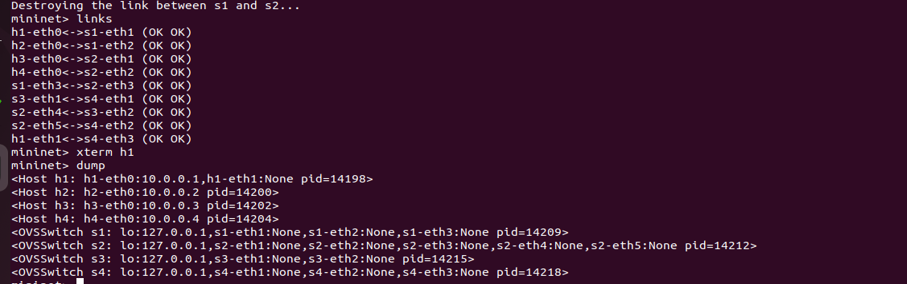 Destroying the link between s1 and s2...
mininet> links
h1-eth0<->s1-eth1 (OK OK)
h2-eth0<->s1-eth2 (OK OK)
h3-eth0<->s2-eth1 (OK OK)
h4-eth0<->s2-eth2 (OK OK)
s1-eth3<->s2-eth3 (OK OK)
s3-eth1<->s4-eth1 (OK OK)
s2-eth4<->s3-eth2 (OK OK)
s2-eth5<->s4-eth2 (OK OK)
h1-eth1<->s4-eth3 (OK OK)
mininet> xterm h1
mininet> dump
<Host h1: h1-eth0:10.0.0.1,h1-eth1:None pid=14198>
<Host h2: h2-eth0:10.0.0.2 pid=14200>
<Host h3: h3-eth0:10.0.0.3 pid=14202>
<Host h4: h4-eth0:10.0.0.4 pid=14204>
<OVSSwitch s1: lo:127.0.0.1,s1-eth1:None,s1-eth2:None,s1-eth3:None pid=14209>
<OVSSwitch s2: lo:127.0.0.1,s2-eth1:None,s2-eth2:None,s2-eth3:None,s2-eth4:None,s2-eth5:None pid=14212>
<OVSSwitch s3: lo:127.0.0.1,s3-eth1:None,s3-eth2:None pid=14215>
<OVSSwitch s4: lo:127.0.0.1,s4-eth1:None,s4-eth2:None,s4-eth3:None pid=14218>
mininet>